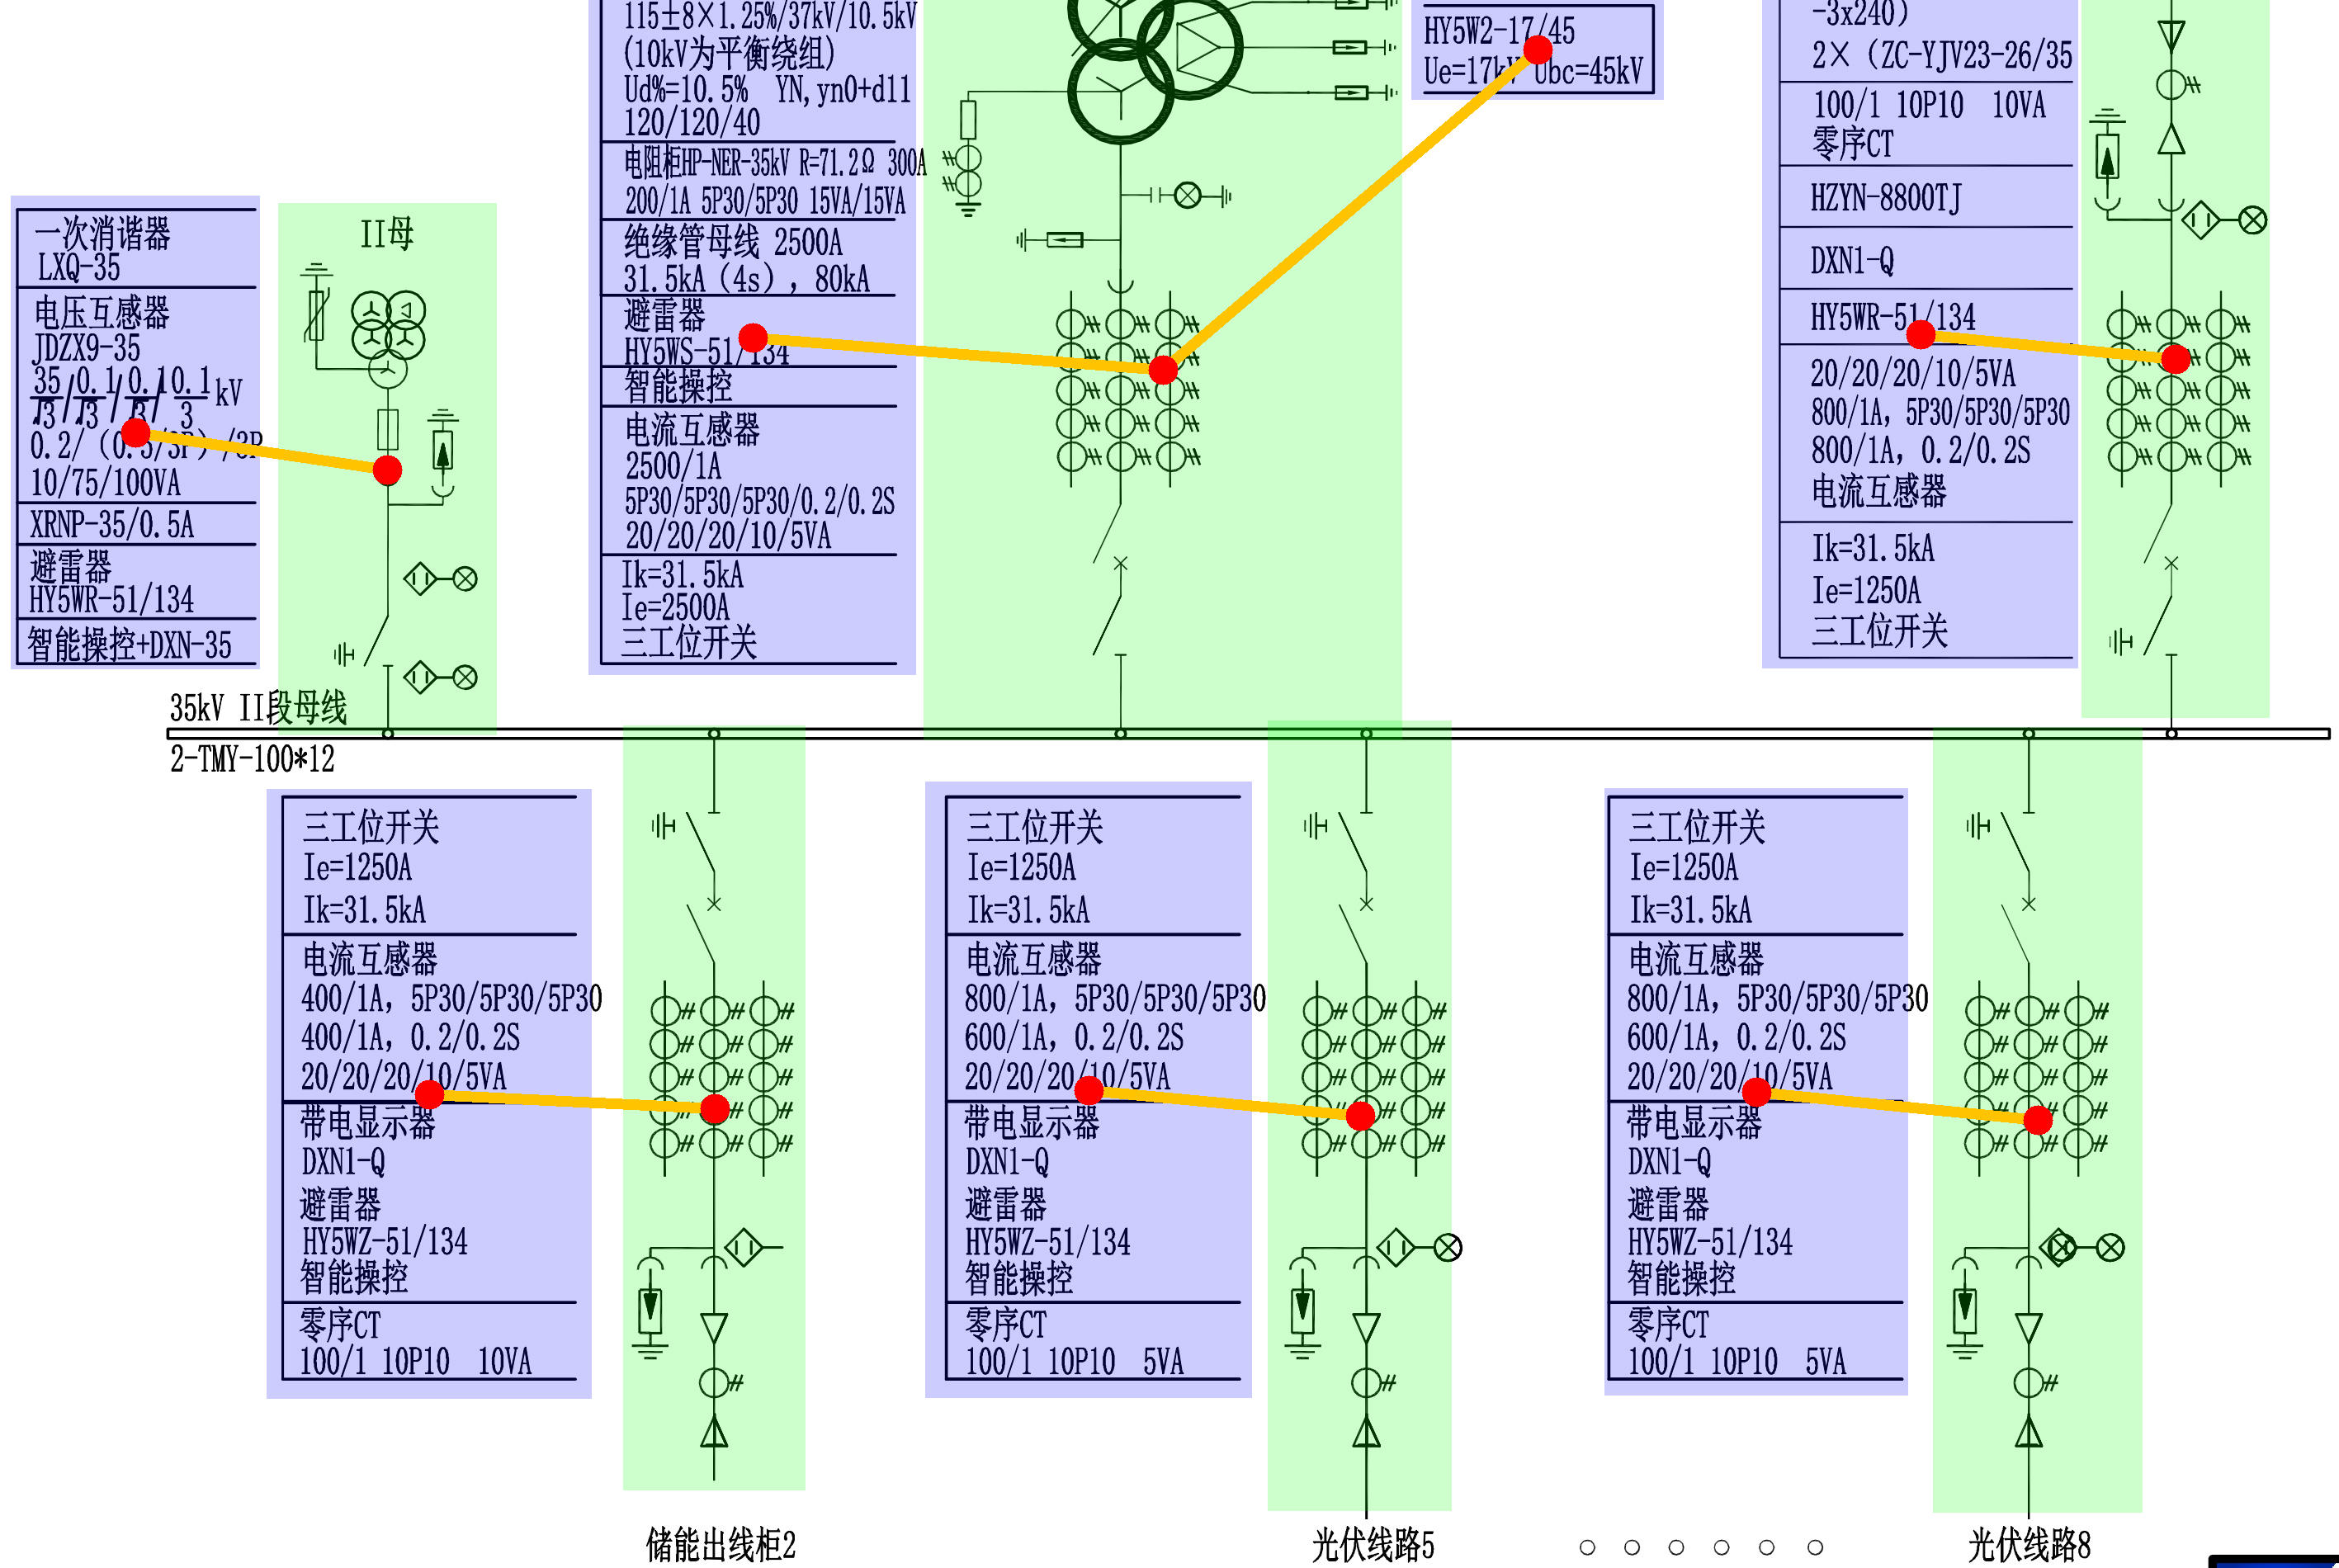 115±8×1.25%/37kV/10.5kV
(10kV为平衡绕组)
Ud%=10.5%  YN,yn0+d11
120/120/40
电阻柜HP-NER-35kV R=71.2Ω 300A
200/1A 5P30/5P30 15VA/15VA
绝缘管母线 2500A
31.5kA（4s）, 80kA
避雷器
HY5WS-51/134
智能操控
电流互感器
2500/1A
5P30/5P30/5P30/0.2/0.2S
20/20/20/10/5VA
Ik=31.5kA
Ie=2500A
三工位开关
HY5W2-17/45
Ue=17kV Ubc=45kV
-3x240)
2×（ZC-YJV23-26/35
100/1 10P10  10VA
零序CT
HZYN-8800TJ
DXN1-Q
HY5WR-51/134
20/20/20/10/5VA
800/1A, 5P30/5P30/5P30
800/1A, 0.2/0.2S
电流互感器
Ik=31.5kA
Ie=1250A
三工位开关
一次消谐器
LXQ-35
电压互感器
JDZX9-35
35/√3/0.1/√3/0.1/√3/0.1/3 kV
0.2/（0.5/3P）/3P
10/75/100VA
XRNP-35/0.5A
避雷器
HY5WR-51/134
智能操控+DXN-35
II母
35kV II段母线
2-TMY-100*12
三工位开关
Ie=1250A
Ik=31.5kA
电流互感器
400/1A, 5P30/5P30/5P30
400/1A, 0.2/0.2S
20/20/20/10/5VA
带电显示器
DXN1-Q
避雷器
HY5WZ-51/134
智能操控
零序CT
100/1 10P10  10VA
储能出线柜2
三工位开关
Ie=1250A
Ik=31.5kA
电流互感器
800/1A, 5P30/5P30/5P30
600/1A, 0.2/0.2S
20/20/20/10/5VA
带电显示器
DXN1-Q
避雷器
HY5WZ-51/134
智能操控
零序CT
100/1 10P10  5VA
光伏线路5
三工位开关
Ie=1250A
Ik=31.5kA
电流互感器
800/1A, 5P30/5P30/5P30
600/1A, 0.2/0.2S
20/20/20/10/5VA
带电显示器
DXN1-Q
避雷器
HY5WZ-51/134
智能操控
零序CT
100/1 10P10  5VA
光伏线路8